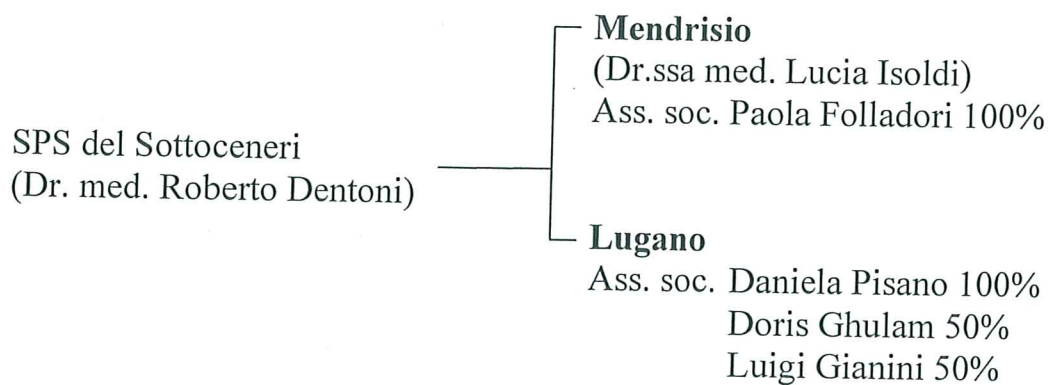 SPS del Sottoceneri
(Dr. med. Roberto Dentoni)
Mendrisio
(Dr.ssa med. Lucia Isoldi)
Ass. soc. Paola Folladori 100%
Lugano
Ass. soc. Daniela Pisano 100%
Doris Ghulam 50%
Luigi Gianini 50%